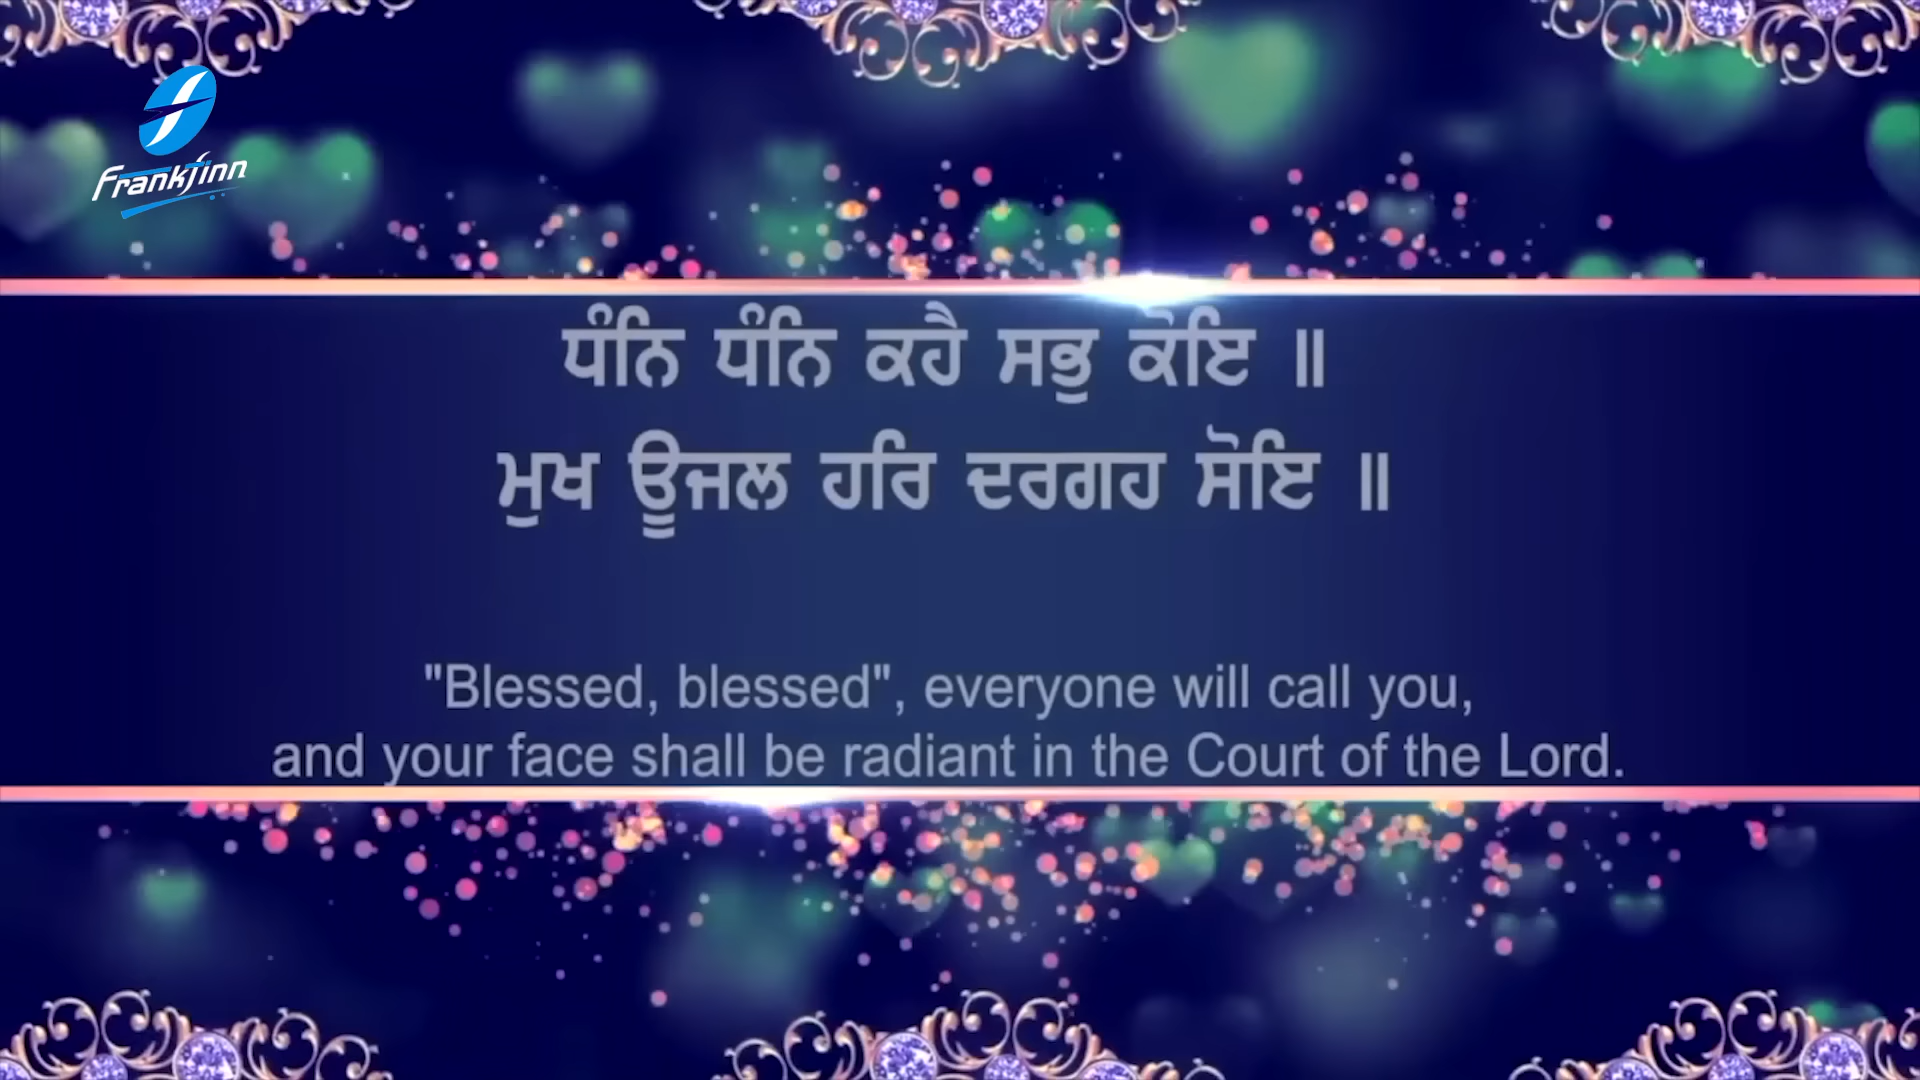 Frankfinn
ਧੰਨਿ ਧੰਨਿ ਕਹੈ ਸਭੁ ਕੋਇ ॥
ਮੁਖ ਊਜਲ ਹਰਿ ਦਰਗਹ ਸੋਇ ॥
"Blessed, blessed", everyone will call you,
and your face shall be radiant in the Court of the Lord.